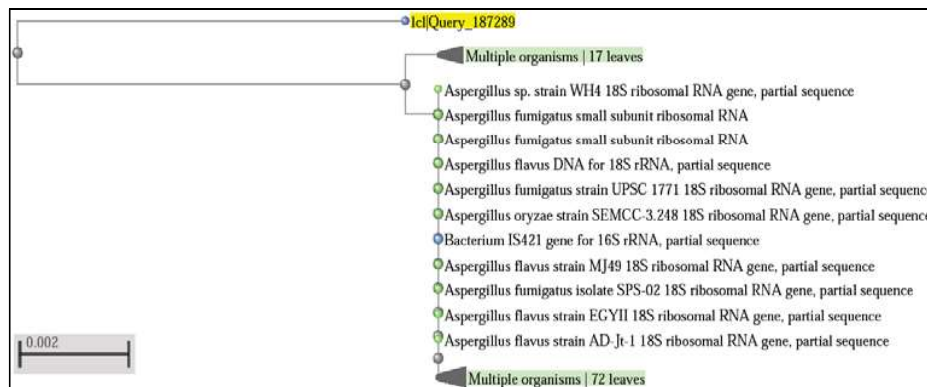 lcl|Query_187289
Multiple organisms | 17 leaves
Aspergillus sp. strain WH4 18S ribosomal RNA gene, partial sequence
Aspergillus fumigatus small subunit ribosomal RNA
Aspergillus fumigatus small subunit ribosomal RNA
Aspergillus flavus DNA for 18S rRNA, partial sequence
Aspergillus fumigatus strain UPSC 1771 18S ribosomal RNA gene, partial sequence
Aspergillus oryzae strain SEMCC-3.248 18S ribosomal RNA gene, partial sequence
Bacterium IS421 gene for 16S rRNA, partial sequence
Aspergillus flavus strain MJ49 18S ribosomal RNA gene, partial sequence
Aspergillus fumigatus isolate SPS-02 18S ribosomal RNA gene, partial sequence
Aspergillus flavus strain EGYII 18S ribosomal RNA gene, partial sequence
Aspergillus flavus strain AD-Jt-1 18S ribosomal RNA gene, partial sequence
0.002
Multiple organisms | 72 leaves